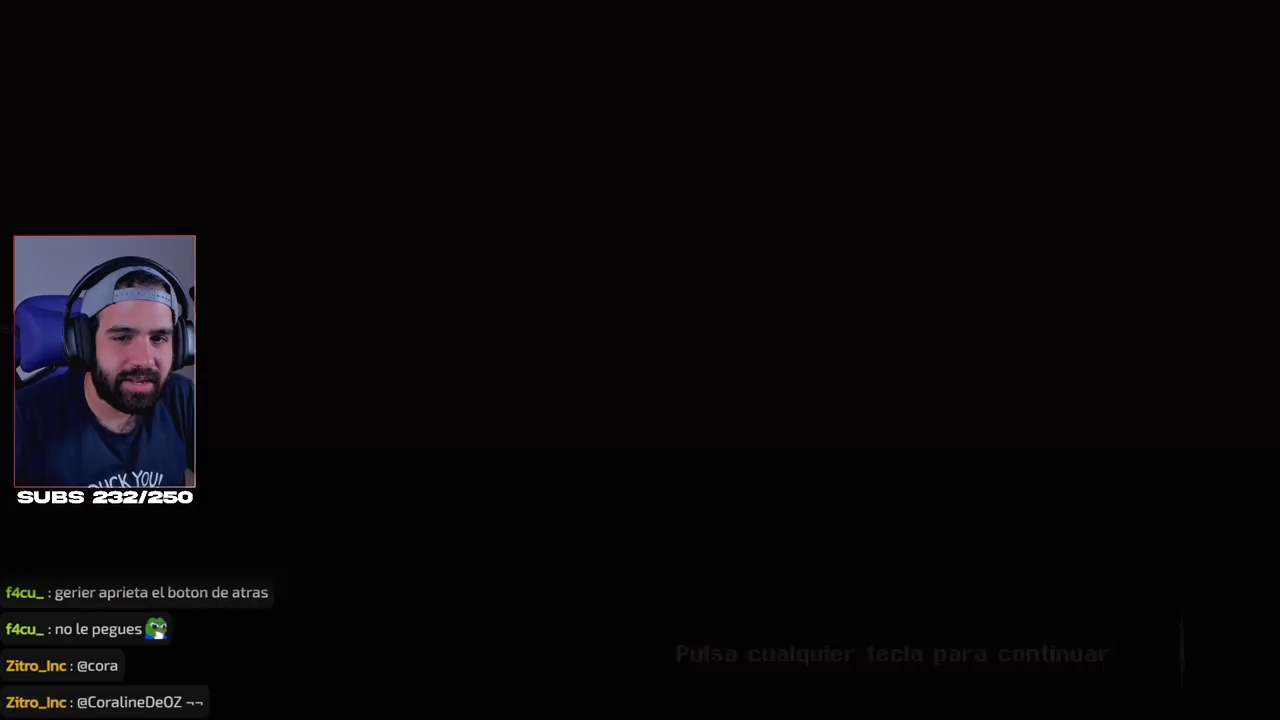 SUBS 232/250
f4cu_ : gerier aprieta el boton de atras
f4cu_ : no le pegues
Zitro_Inc : @cora
Zitro_Inc : @CoralineDeOZ ¬¬
Pulsa cualquier tecla para continuar